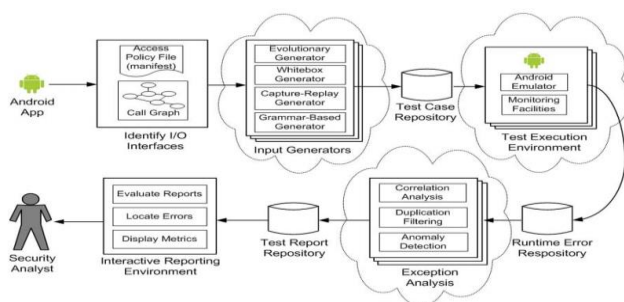 Access
Policy File
(manifest)
Call Graph
Android
App
Identify I/O
Interfaces
Evolutionary
Generator
Whitebox
Generator
Capture-Replay
Generator
Grammar-Based
Generator
Input Generators
Test Case
Repository
Android
Emulator
Monitoring
Facilities
Test Execution
Environment
Security
Analyst
Evaluate Reports
Locate Errors
Display Metrics
Interactive Reporting
Environment
Test Report
Repository
Correlation
Analysis
Duplication
Filtering
Anomaly
Detection
Exception
Analysis
Runtime Error
Respository